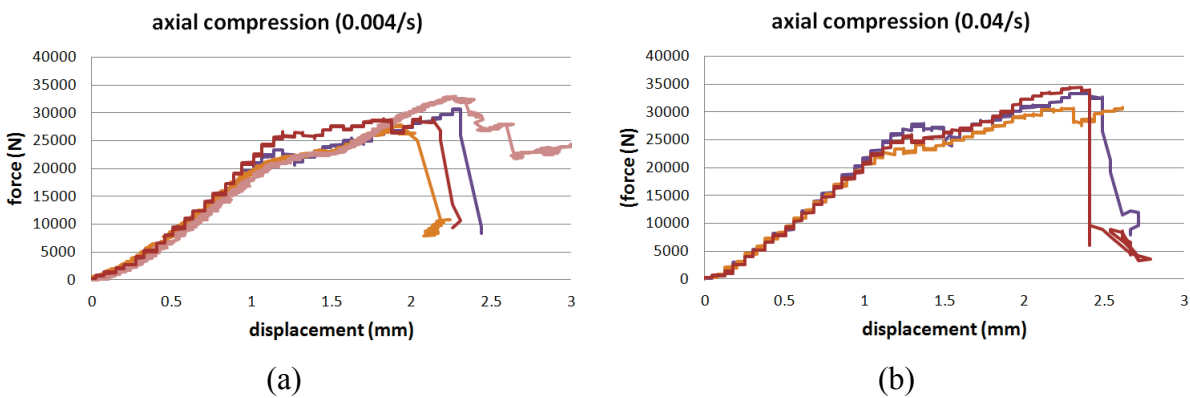 axial compression (0.004/s)
force (N)
40000
35000
30000
25000
20000
15000
10000
5000
0
0 0.5 1 1.5 2 2.5 3
displacement (mm)
(a)
axial compression (0.04/s)
(force (N)
40000
35000
30000
25000
20000
15000
10000
5000
0
0 0.5 1 1.5 2 2.5 3
displacement (mm)
(b)